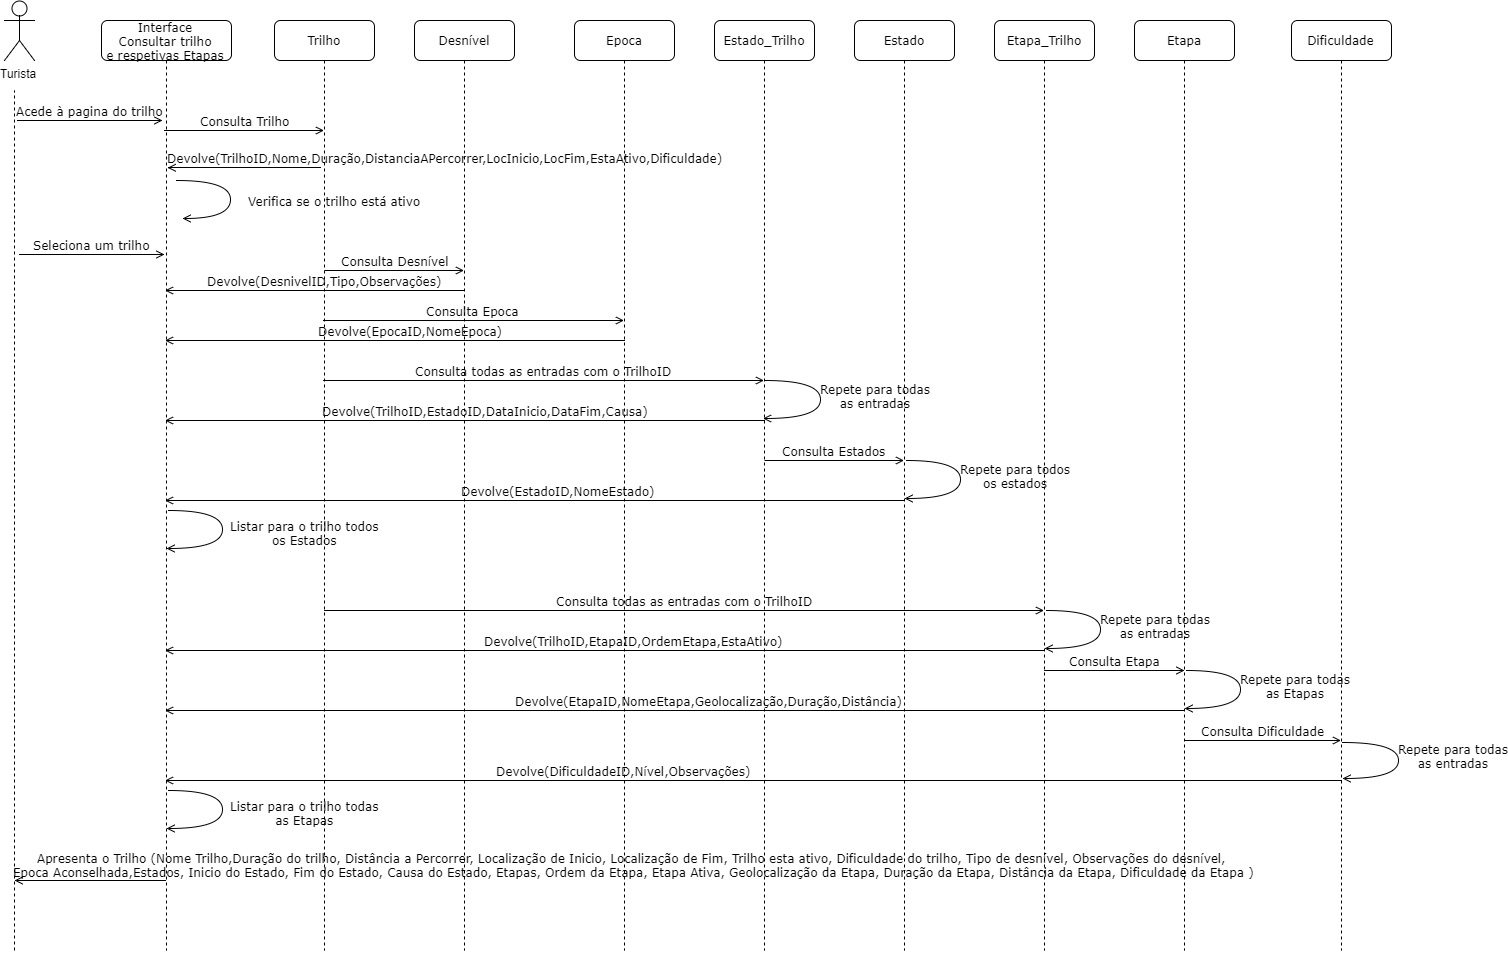 Turista
Interface
Consultar trilho
e respetivas Etapas
Trilho
Desnível
Epoca
Estado_Trilho
Estado
Etapa_Trilho
Etapa
Dificuldade
Acede à pagina do trilho
Consulta Trilho
Devolve(TrilhoID,Nome,Duração,DistanciaAPercorrer,LocInicio,LocFim,EstaAtivo,Dificuldade)
Verifica se o trilho está ativo
Seleciona um trilho
Consulta Desnível
Devolve(DesnivelID,Tipo,Observações)
Consulta Epoca
Devolve(EpocaID,NomeEpoca)
Consulta todas as entradas com o TrilhoID
Repete para todas
as entradas
Devolve(TrilhoID,EstadoID,DataInicio,DataFim,Causa)
Consulta Estados
Repete para todos
os estados
Devolve(EstadoID,NomeEstado)
Listar para o trilho todos
os Estados
Consulta todas as entradas com o TrilhoID
Repete para todas
as entradas
Devolve(TrilhoID,EtapaID,OrdemEtapa,EstaAtivo)
Consulta Etapa
Repete para todas
as Etapas
Devolve(EtapaID,NomeEtapa,Geolocalização,Duração,Distância)
Consulta Dificuldade
Repete para todas
as entradas
Devolve(DificuldadeID,Nível,Observações)
Listar para o trilho todas
as Etapas
Apresenta o Trilho (Nome Trilho,Duração do trilho, Distância a Percorrer, Localização de Inicio, Localização de Fim, Trilho esta ativo, Dificuldade do trilho, Tipo de desnível, Observações do desnível,
Epoca Aconselhada,Estados, Inicio do Estado, Fim do Estado, Causa do Estado, Etapas, Ordem da Etapa, Etapa Ativa, Geolocalização da Etapa, Duração da Etapa, Distância da Etapa, Dificuldade da Etapa )